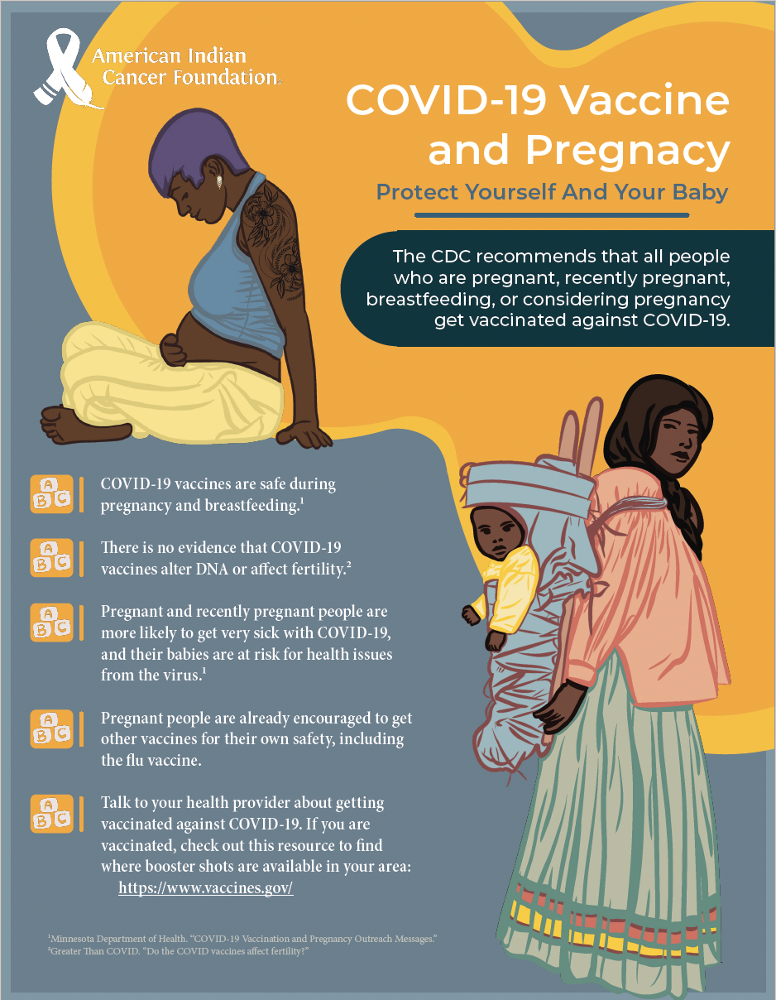 American Indian
Cancer Foundation.
COVID-19 Vaccine
and Pregnacy
Protect Yourself And Your Baby
The CDC recommends that all people
who are pregnant, recently pregnant,
breastfeeding, or considering pregnancy
get vaccinated against COVID-19.
A
B C
COVID-19 vaccines are safe during
pregnancy and breastfeeding.¹
A
B C
There is no evidence that COVID-19
vaccines alter DNA or affect fertility.²
A
B C
Pregnant and recently pregnant people are
more likely to get very sick with COVID-19,
and their babies are at risk for health issues
from the virus.¹
A
B C
Pregnant people are already encouraged to get
other vaccines for their own safety, including
the flu vaccine.
A
B C
Talk to your health provider about getting
vaccinated against COVID-19. If you are
vaccinated, check out this resource to find
where booster shots are available in your area:
https://www.vaccines.gov/
¹Minnesota Department of Health. “COVID-19 Vaccination and Pregnancy Outreach Messages.”
²Greater Than COVID. “Do the COVID vaccines affect fertility?”